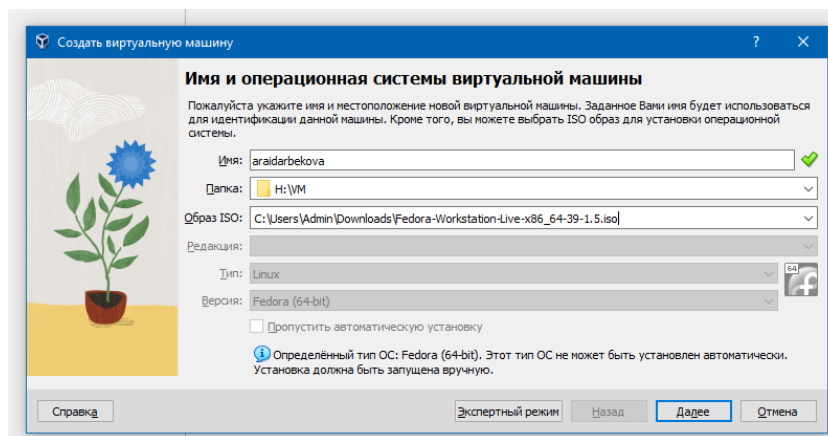 Создать виртуальную машину
?
Имя и операционная системы виртуальной машины
Пожалуйста укажите имя и местоположение новой виртуальной машины. Заданное Вами имя будет использоваться
для идентификации данной машины. Кроме того, вы можете выбрать ISO образ для установки операционной
системы.
Имя: araidarbekova
Папка: H:\VM
Образ ISO: C:\Users\Admin\Downloads\Fedora-Workstation-Live-x86_64-39-1.5.iso
Редакция:
Тип: Linux
64
Версия: Fedora (64-bit)
Пропустить автоматическую установку
Определённый тип ОС: Fedora (64-bit). Этот тип ОС не может быть установлен автоматически.
Установка должна быть запущена вручную.
Справка Экспертный режим Назад Далее Отмена